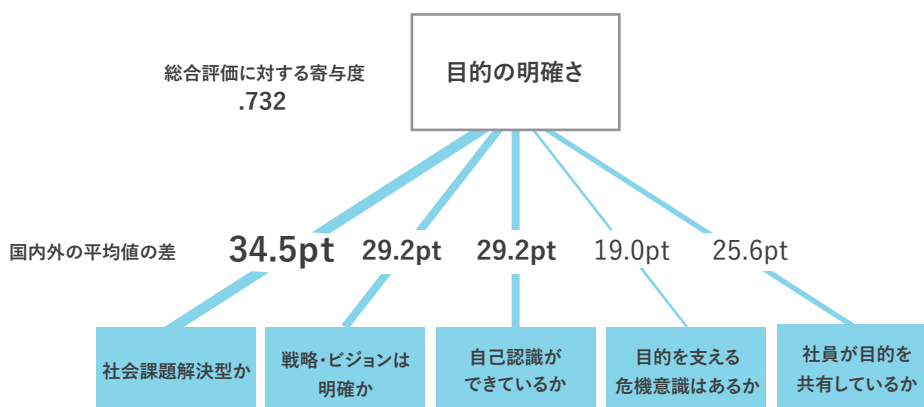 目的の明確さ
総合評価に対する寄与度
.732
国内外の平均値の差
34.5pt
29.2pt
29.2pt
19.0pt
25.6pt
社会課題解決型か
戦略・ビジョンは
明確か
自己認識が
できているか
目的を支える
危機意識はあるか
社員が目的を
共有しているか